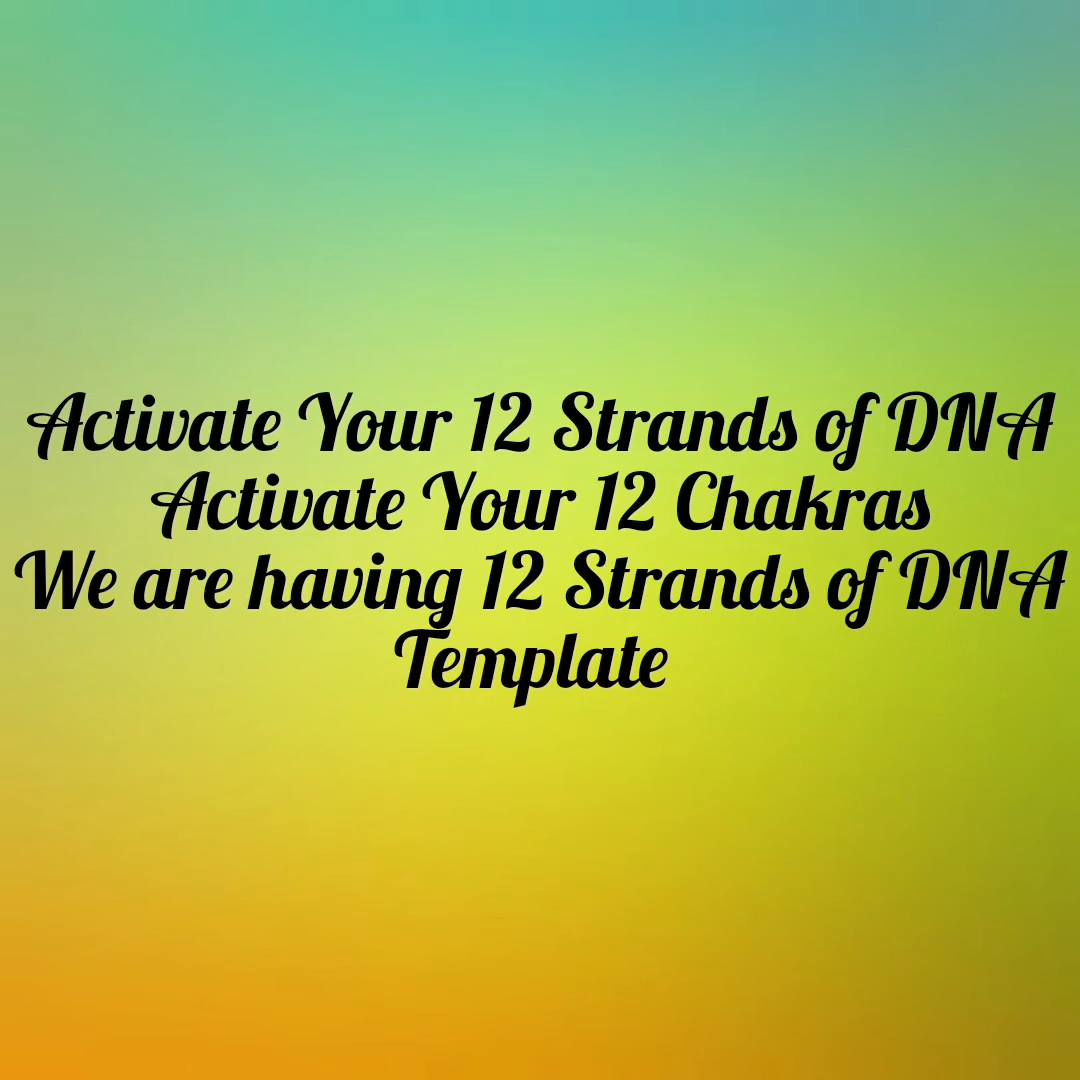 Activate Your 12 Strands of DNA
Activate Your 12 Chakras
We are having 12 Strands of DNA
Template